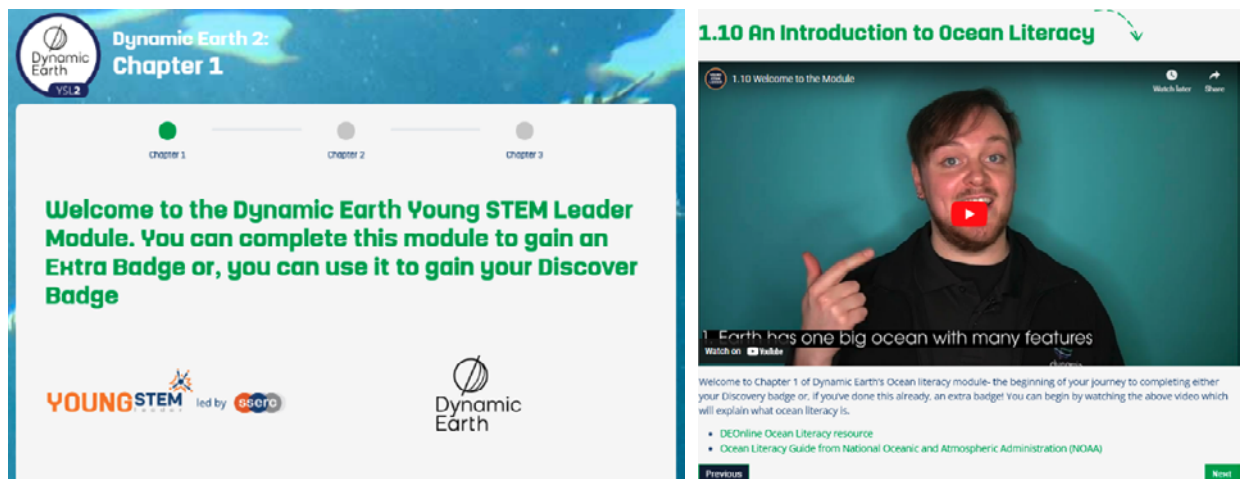 Dynamic Earth 2:
Chapter 1
Dynamic
Earth
YSL2
Chapter 1
Chapter 2
Chapter 3
Welcome to the Dynamic Earth Young STEM Leader
Module. You can complete this module to gain an
Extra Badge or, you can use it to gain your Discover
Badge
YOUNG STEM
leader
led by sserc
Dynamic
Earth
1.10 An Introduction to Ocean Literacy
1.10 Welcome to the Module
Watch later
Share
1. Earth has one big ocean with many features
Watch on YouTube
dynamic
Welcome to Chapter 1 of Dynamic Earth's Ocean literacy module- the beginning of your journey to completing either
your Discovery badge or, if you've done this already, an extra badge! You can begin by watching the above video which
will explain what ocean literacy is.
DEOnline Ocean Literacy resource
Ocean Literacy Guide from National Oceanic and Atmospheric Administration (NOAA)
Previous
Next